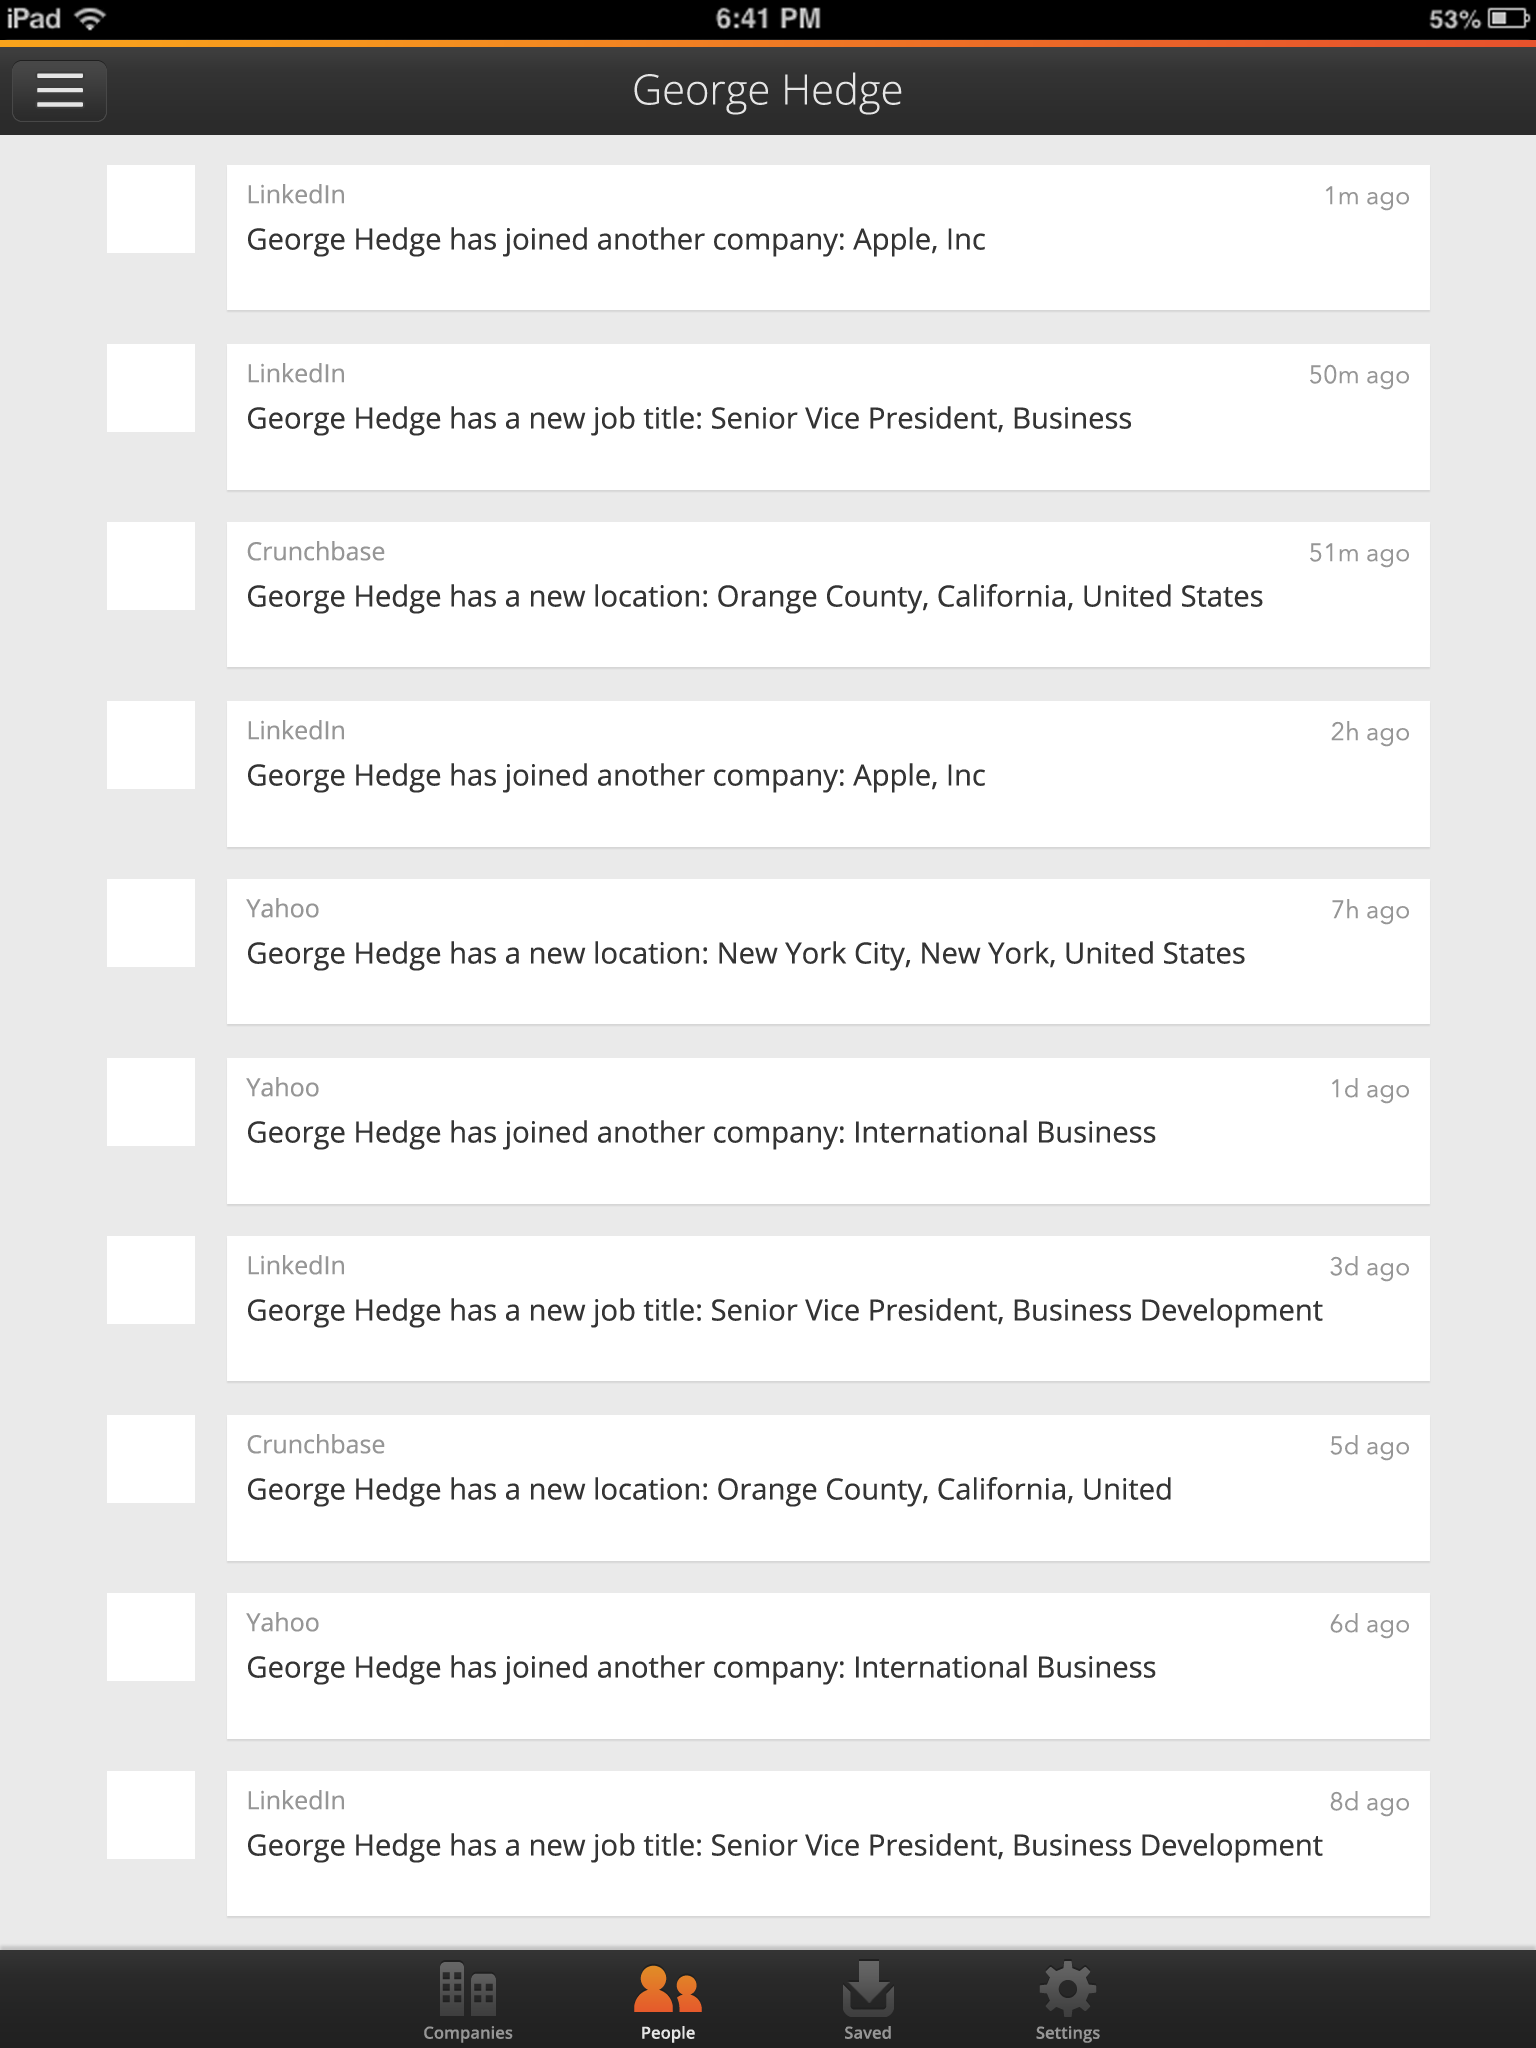 iPad 6:41 PM 53%
George Hedge
LinkedIn 1m ago
George Hedge has joined another company: Apple, Inc
LinkedIn 50m ago
George Hedge has a new job title: Senior Vice President, Business
Crunchbase 51m ago
George Hedge has a new location: Orange County, California, United States
LinkedIn 2h ago
George Hedge has joined another company: Apple, Inc
Yahoo 7h ago
George Hedge has a new location: New York City, New York, United States
Yahoo 1d ago
George Hedge has joined another company: International Business
LinkedIn 3d ago
George Hedge has a new job title: Senior Vice President, Business Development
Crunchbase 5d ago
George Hedge has a new location: Orange County, California, United
Yahoo 6d ago
George Hedge has joined another company: International Business
LinkedIn 8d ago
George Hedge has a new job title: Senior Vice President, Business Development
Companies People Saved Settings